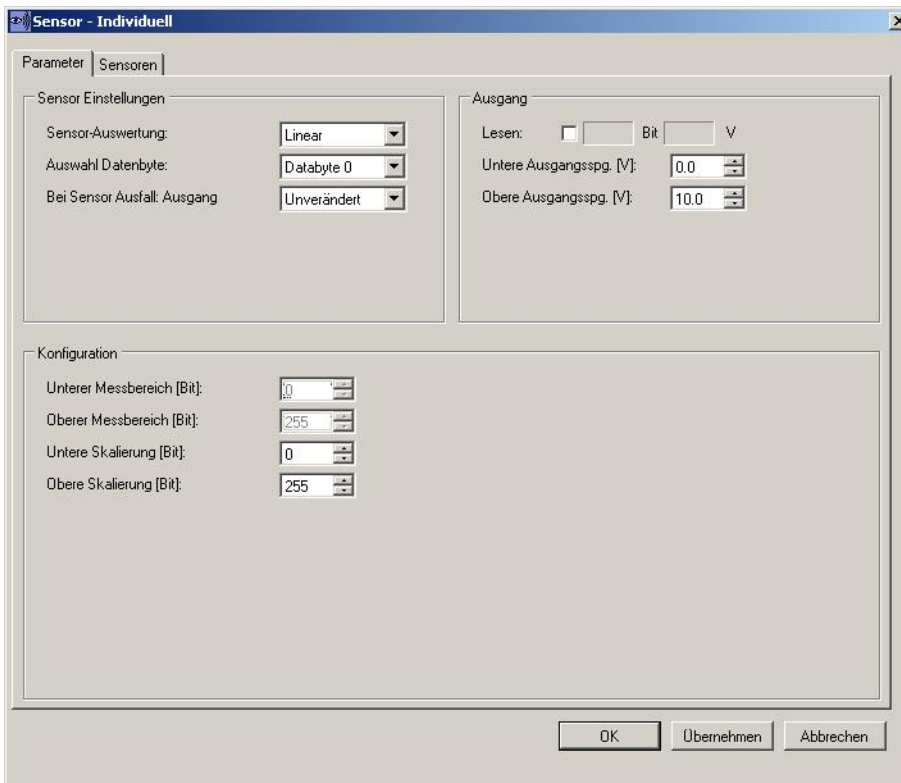 Sensor - Individuell
Parameter
Sensoren
Sensor Einstellungen
Sensor-Auswertung:
Linear
Auswahl Datenbyte:
Databyte 0
Bei Sensor Ausfall: Ausgang
Unverändert
Ausgang
Lesen:
Bit
V
Untere Ausgangsspg. [V]:
0.0
Obere Ausgangsspg. [V]:
10.0
Konfiguration
Unterer Messbereich [Bit]:
0
Oberer Messbereich [Bit]:
255
Untere Skalierung [Bit]:
0
Obere Skalierung [Bit]:
255
OK
Übernehmen
Abbrechen